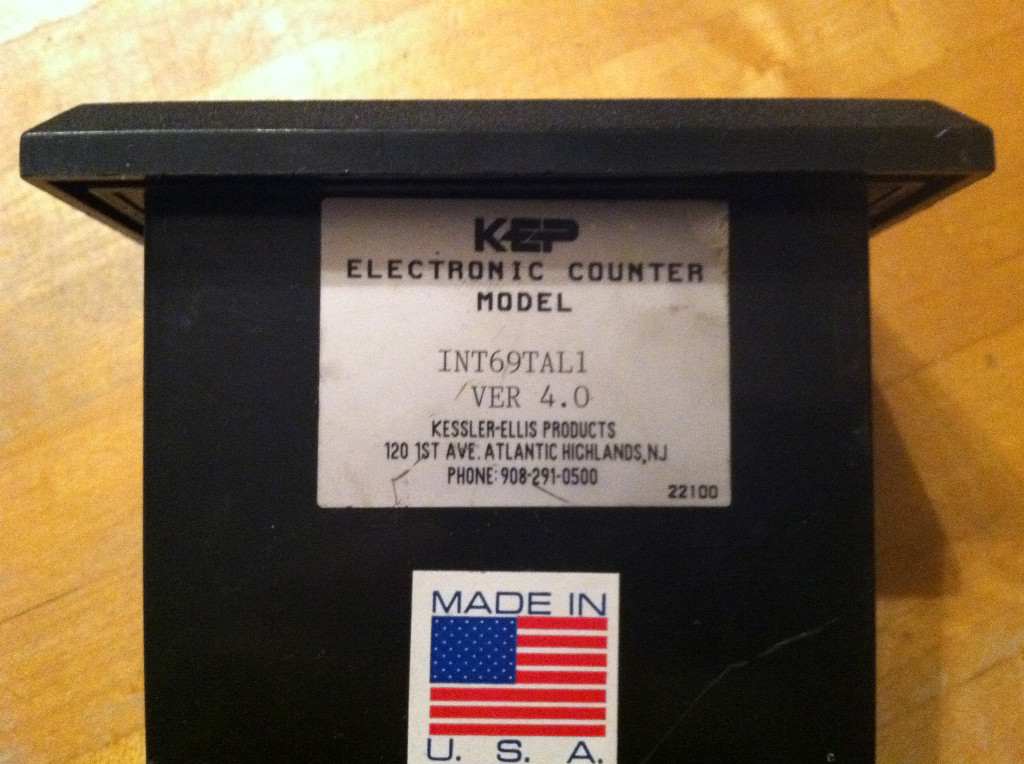 KEP
ELECTRONIC COUNTER
MODEL
INT69TAL1
VER 4.0
KESSLER-ELLIS PRODUCTS
120 1ST AVE. ATLANTIC HIGHLANDS,NJ
PHONE: 908-291-0500
22100
MADE IN
U. S. A.